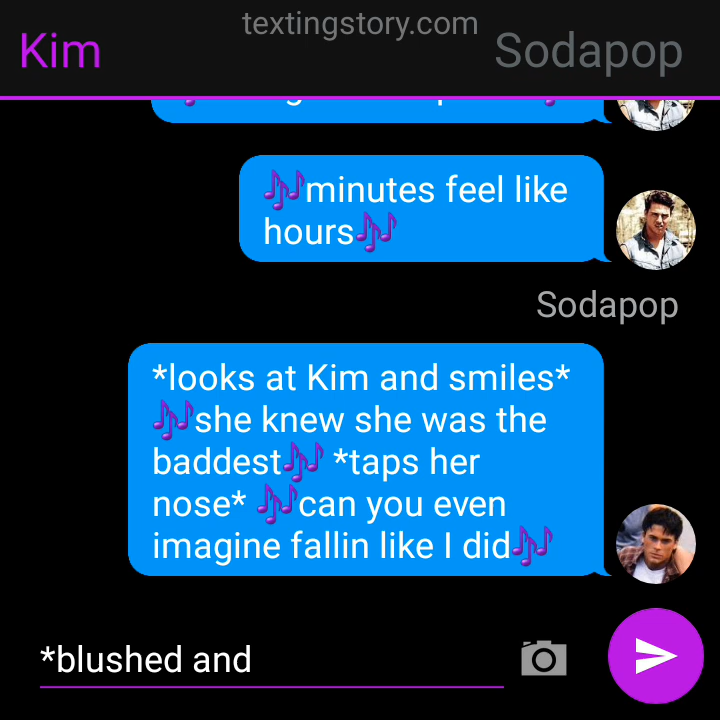 textingstory.com
Kim
Sodapop
🎶minutes feel like
hours🎶
Sodapop
*looks at Kim and smiles*
🎶she knew she was the
baddest🎶 *taps her
nose* 🎶can you even
imagine fallin like I did🎶
*blushed and